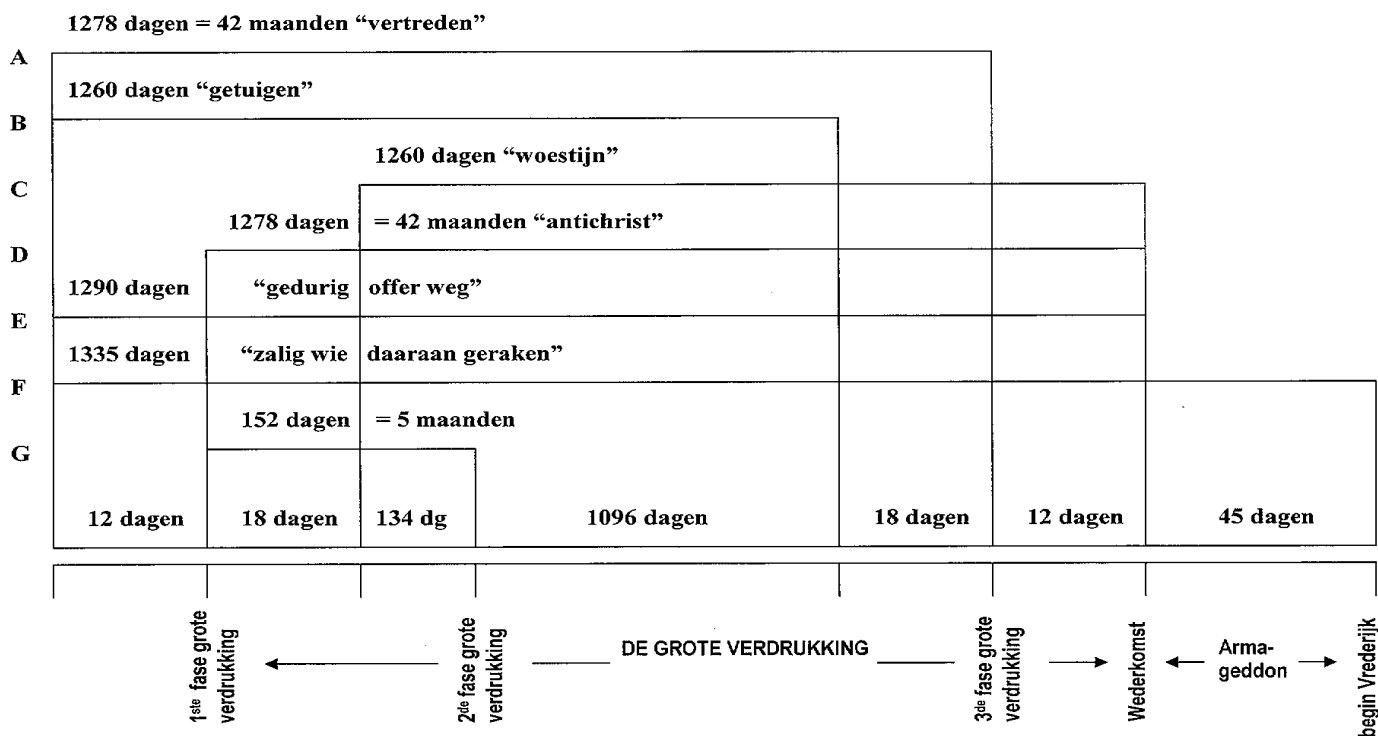 1278 dagen = 42 maanden “vertreden”
A
1260 dagen “getuigen”
B
1260 dagen “woestijn”
C
1278 dagen = 42 maanden “antichrist”
D
1290 dagen “gedurig offer weg”
E
1335 dagen “zalig wie daaraan geraken”
F
152 dagen = 5 maanden
G
12 dagen 18 dagen 134 dg 1096 dagen 18 dagen 12 dagen 45 dagen
1ste fase grote
verdrukking
2de fase grote
verdrukking
DE GROTE VERDRUKKING
3de fase grote
verdrukking
Wederkomst
Arma-
geddon
begin Vrederijk